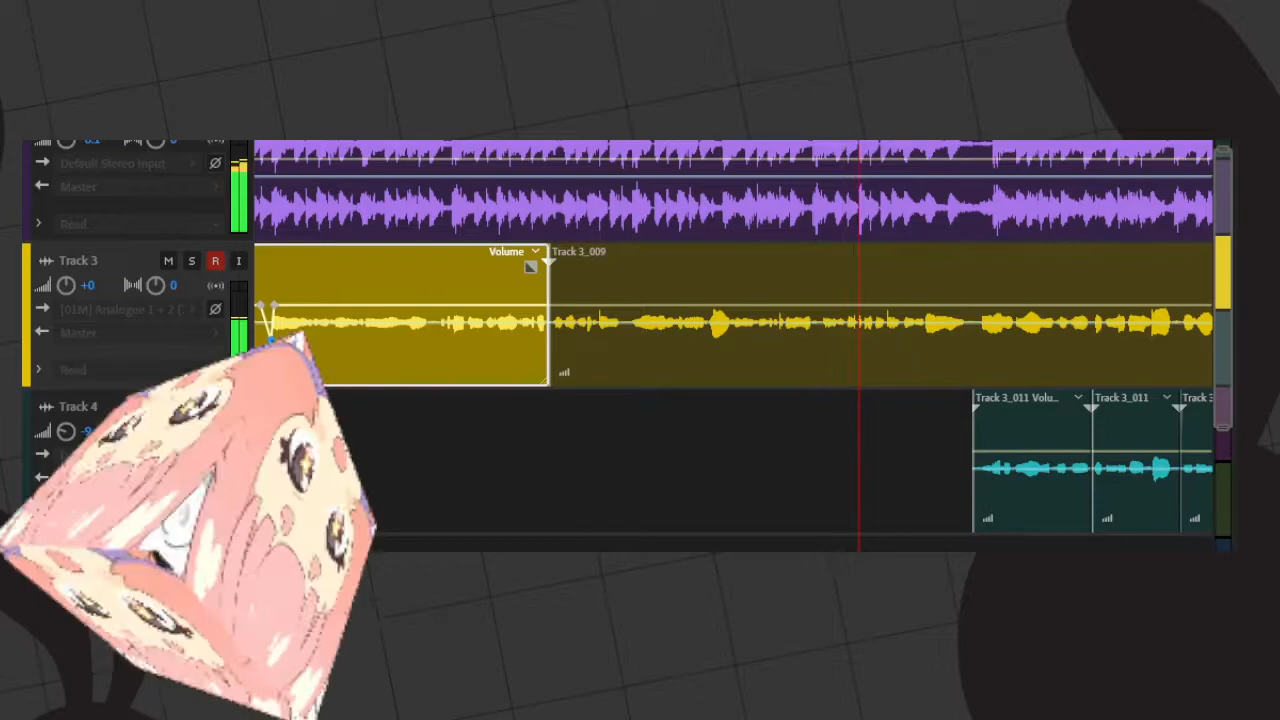 0
Default Stereo Input
Master
Read
Track 3 M S R I
+0 0
[01M] Analogue 1 + 2 (
Master
Read
Volume
Track 3_009
Track 4
Track 3_011 Volu...
Track 3_011
Track 3